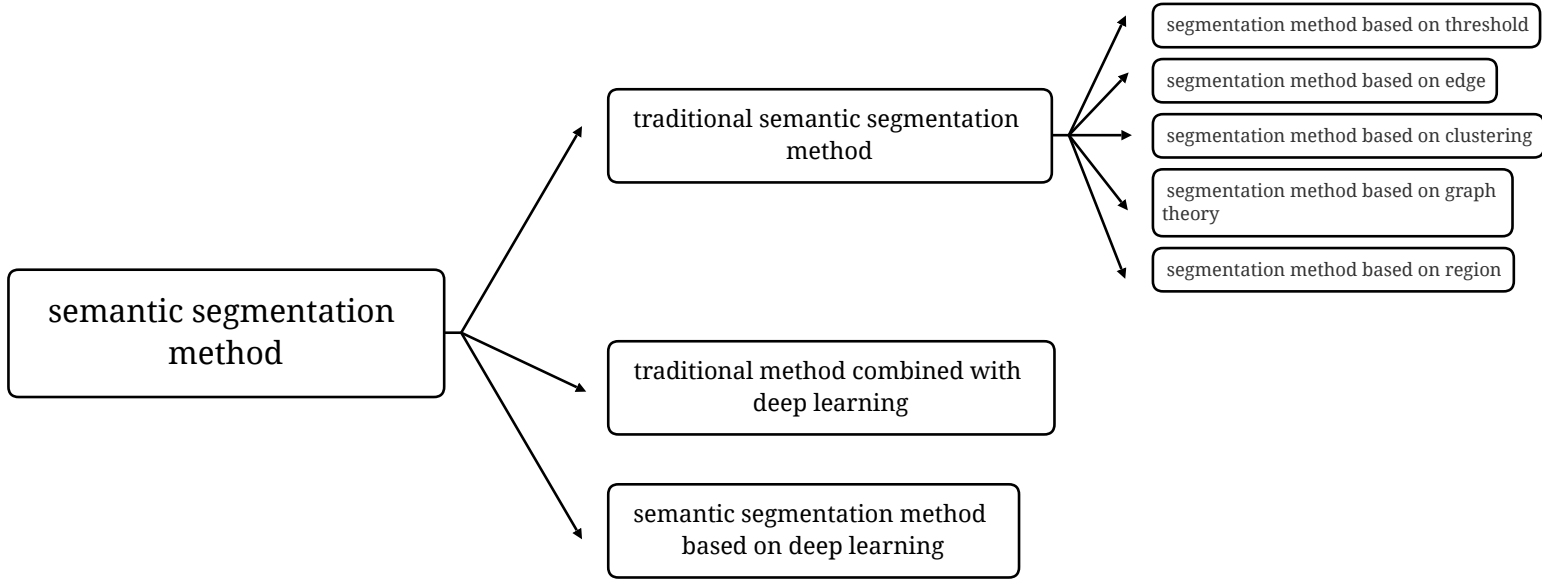 segmentation method based on threshold
segmentation method based on edge
traditional semantic segmentation
method
segmentation method based on clustering
segmentation method based on graph
theory
segmentation method based on region
semantic segmentation
method
traditional method combined with
deep learning
semantic segmentation method
based on deep learning